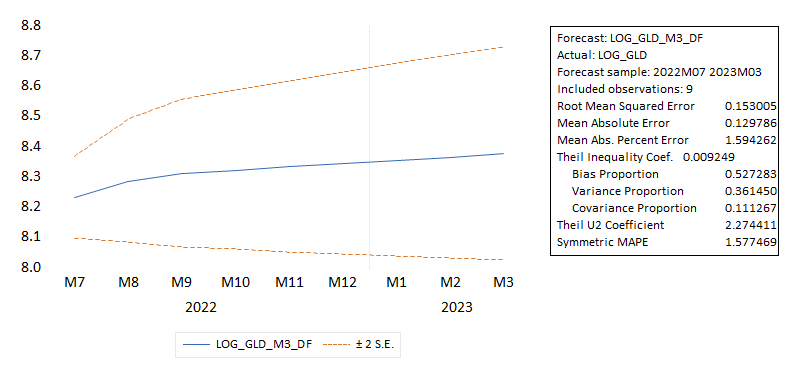 8.8
8.7
8.6
8.5
8.4
8.3
8.2
8.1
8.0
M7 M8 M9 M10 M11 M12 M1 M2 M3
2022 2023
LOG_GLD_M3_DF ± 2 S.E.
Forecast: LOG_GLD_M3_DF
Actual: LOG_GLD
Forecast sample: 2022M07 2023M03
Included observations: 9
Root Mean Squared Error 0.153005
Mean Absolute Error 0.129786
Mean Abs. Percent Error 1.594262
Theil Inequality Coef. 0.009249
Bias Proportion 0.527283
Variance Proportion 0.361450
Covariance Proportion 0.111267
Theil U2 Coefficient 2.274411
Symmetric MAPE 1.577469